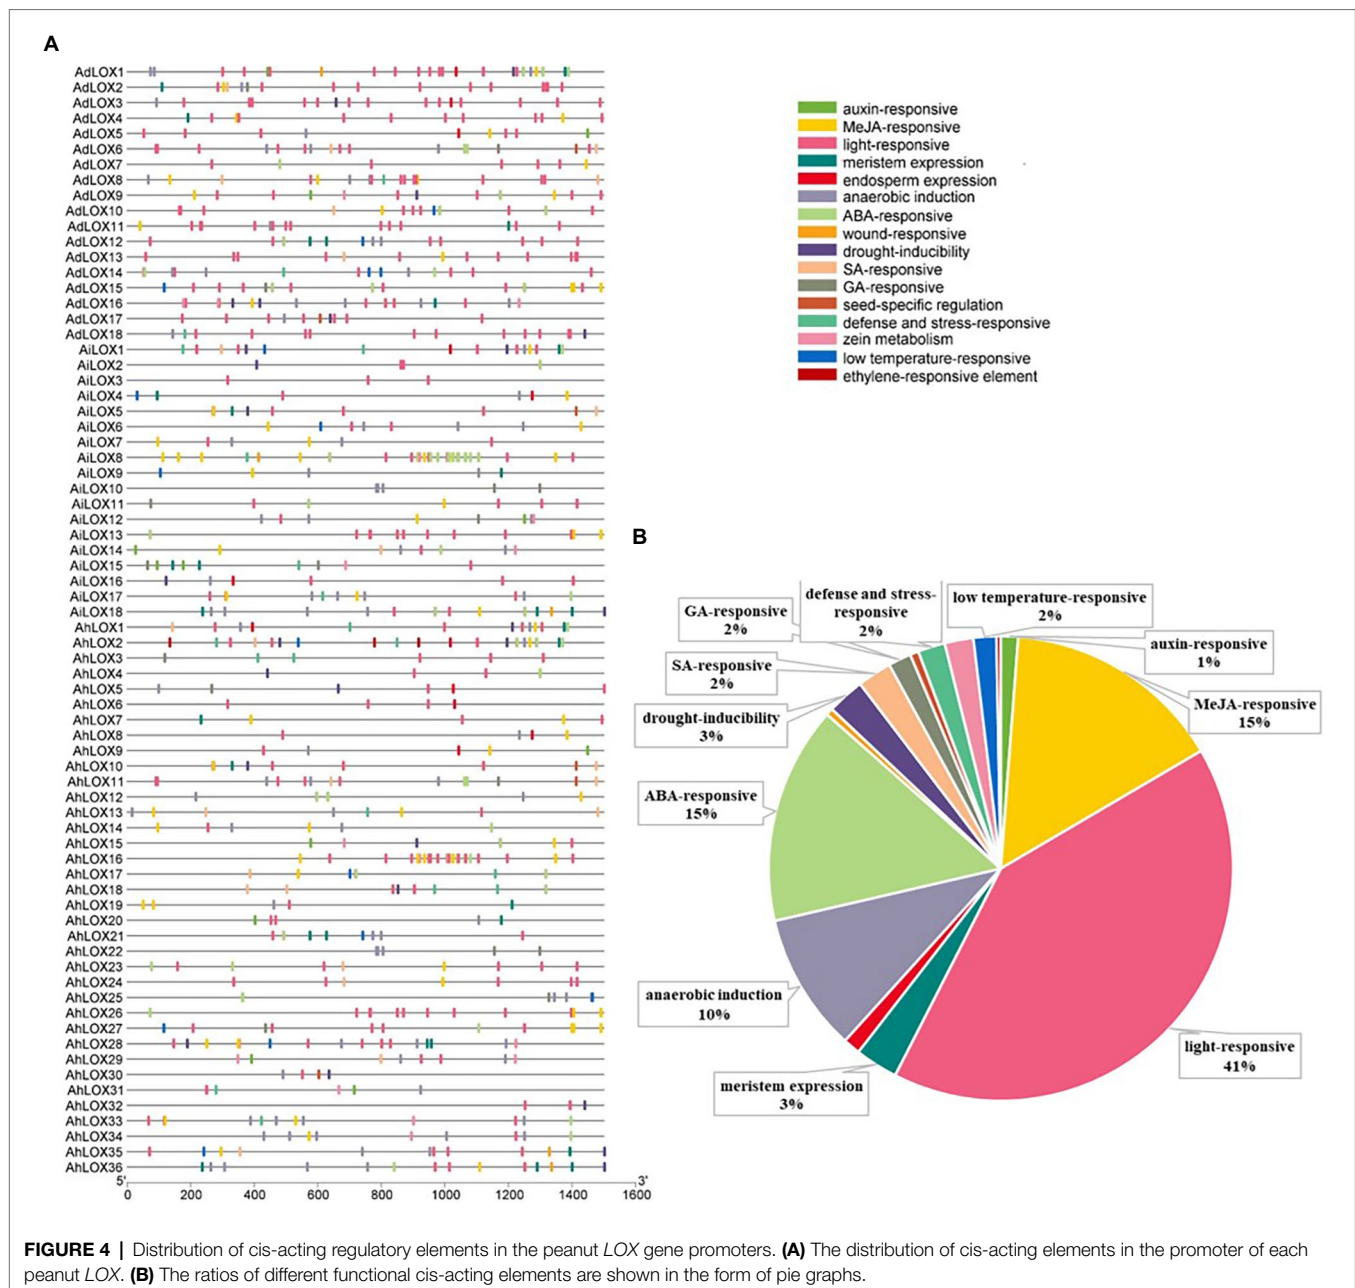 A
AdLOX1
AdLOX2
AdLOX3
AdLOX4
AdLOX5
AdLOX6
AdLOX7
AdLOX8
AdLOX9
AdLOX10
AdLOX11
AdLOX12
AdLOX13
AdLOX14
AdLOX15
AdLOX16
AdLOX17
AdLOX18
AiLOX1
AiLOX2
AiLOX3
AiLOX4
AiLOX5
AiLOX6
AiLOX7
AiLOX8
AiLOX9
AiLOX10
AiLOX11
AiLOX12
AiLOX13
AiLOX14
AiLOX15
AiLOX16
AiLOX17
AiLOX18
AhLOX1
AhLOX2
AhLOX3
AhLOX4
AhLOX5
AhLOX6
AhLOX7
AhLOX8
AhLOX9
AhLOX10
AhLOX11
AhLOX12
AhLOX13
AhLOX14
AhLOX15
AhLOX16
AhLOX17
AhLOX18
AhLOX19
AhLOX20
AhLOX21
AhLOX22
AhLOX23
AhLOX24
AhLOX25
AhLOX26
AhLOX27
AhLOX28
AhLOX29
AhLOX30
AhLOX31
AhLOX32
AhLOX33
AhLOX34
AhLOX35
AhLOX36
5' 3'
0 200 400 600 800 1000 1200 1400 1600
auxin-responsive
MeJA-responsive
light-responsive
meristem expression
endosperm expression
anaerobic induction
ABA-responsive
wound-responsive
drought-inducibility
SA-responsive
GA-responsive
seed-specific regulation
defense and stress-responsive
zein metabolism
low temperature-responsive
ethylene-responsive element
B
defense and stress-
responsive
2%
low temperature-responsive
2%
GA-responsive
2%
auxin-responsive
1%
SA-responsive
2%
MeJA-responsive
15%
drought-inducibility
3%
ABA-responsive
15%
anaerobic induction
10%
light-responsive
41%
meristem expression
3%
FIGURE 4 | Distribution of cis-acting regulatory elements in the peanut LOX gene promoters. (A) The distribution of cis-acting elements in the promoter of each
peanut LOX. (B) The ratios of different functional cis-acting elements are shown in the form of pie graphs.